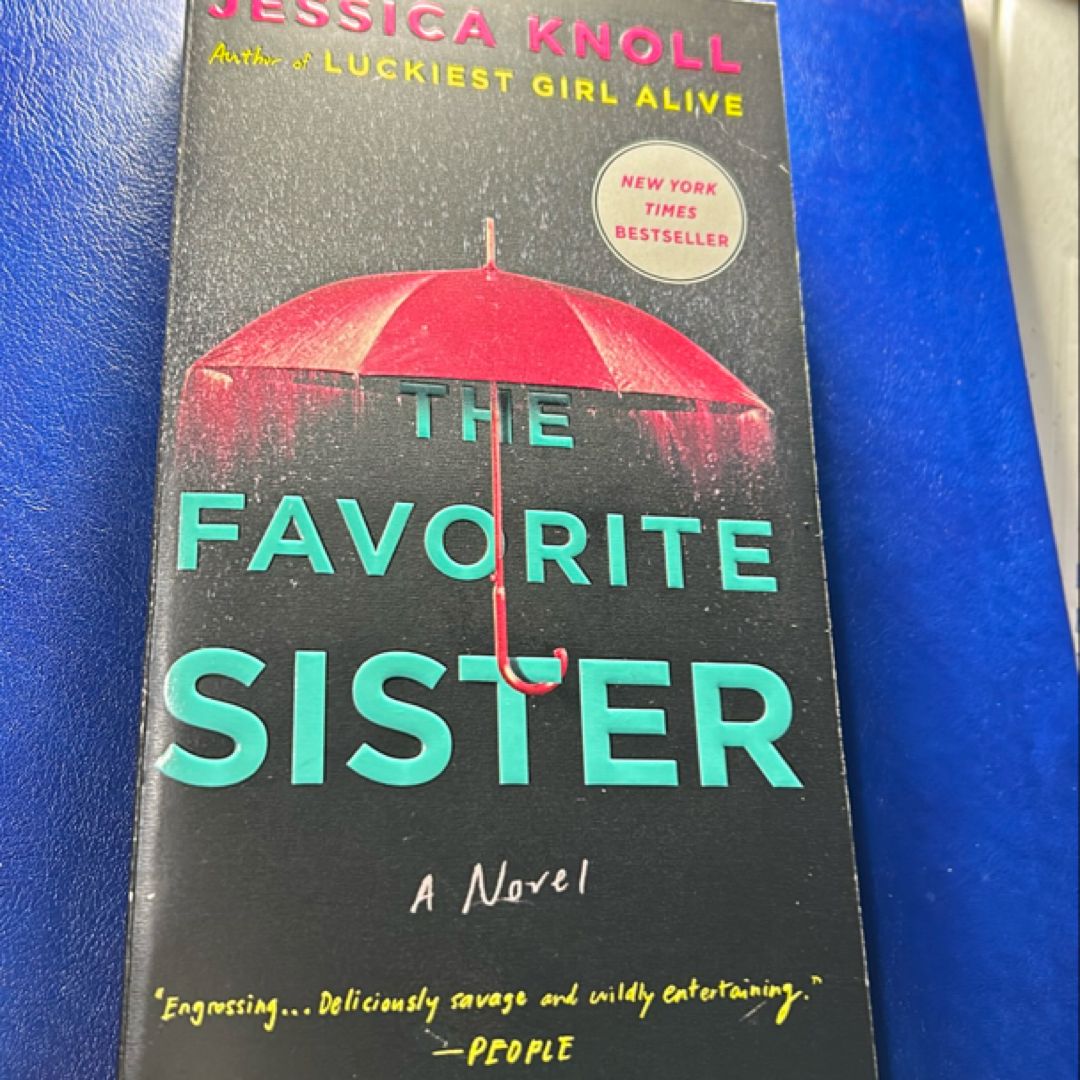 JESSICA KNOLL
Author of LUCKIEST GIRL ALIVE
NEW YORK
TIMES
BESTSELLER
THE
FAVORITE
SISTER
A Novel
"Engrossing... Deliciously savage and wildly entertaining."
—PEOPLE